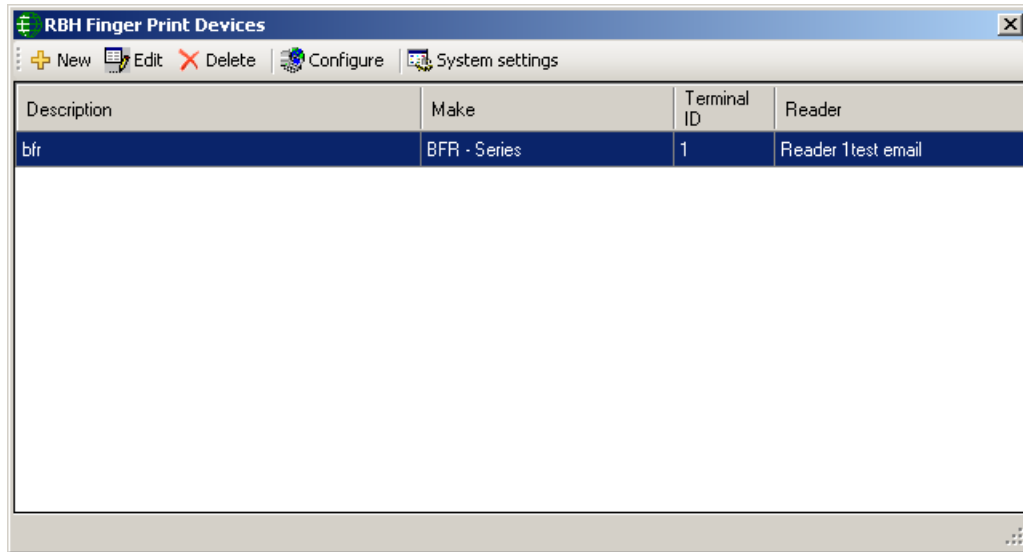 RBH Finger Print Devices
New Edit Delete Configure System settings
Description Make Terminal ID Reader
bfr BFR - Series 1 Reader 1test email